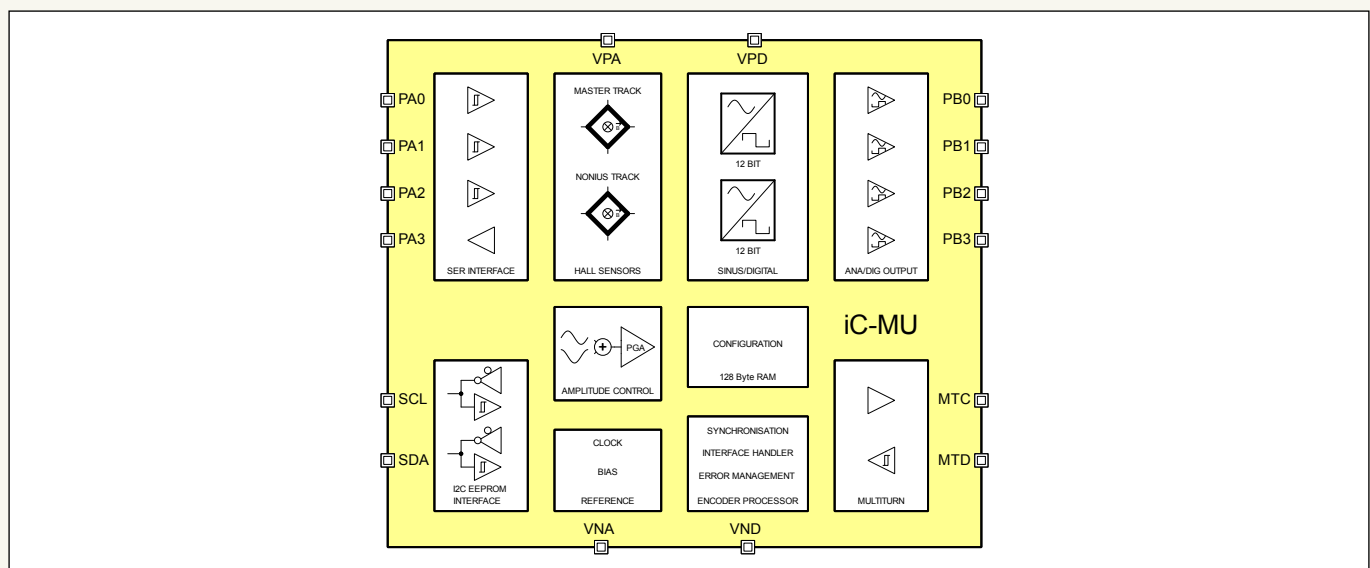 VPA
VPD
PA0
PA1
PA2
PA3
SER INTERFACE
MASTER TRACK
B
NONIUS TRACK
B
HALL SENSORS
12 BIT
12 BIT
SINUS/DIGITAL
ANA/DIG OUTPUT
PB0
PB1
PB2
PB3
PGA
AMPLITUDE CONTROL
CONFIGURATION
128 Byte RAM
iC-MU
SCL
SDA
I2C EEPROM
INTERFACE
CLOCK
BIAS
REFERENCE
SYNCHRONISATION
INTERFACE HANDLER
ERROR MANAGEMENT
ENCODER PROCESSOR
MULTITURN
MTC
MTD
VNA
VND